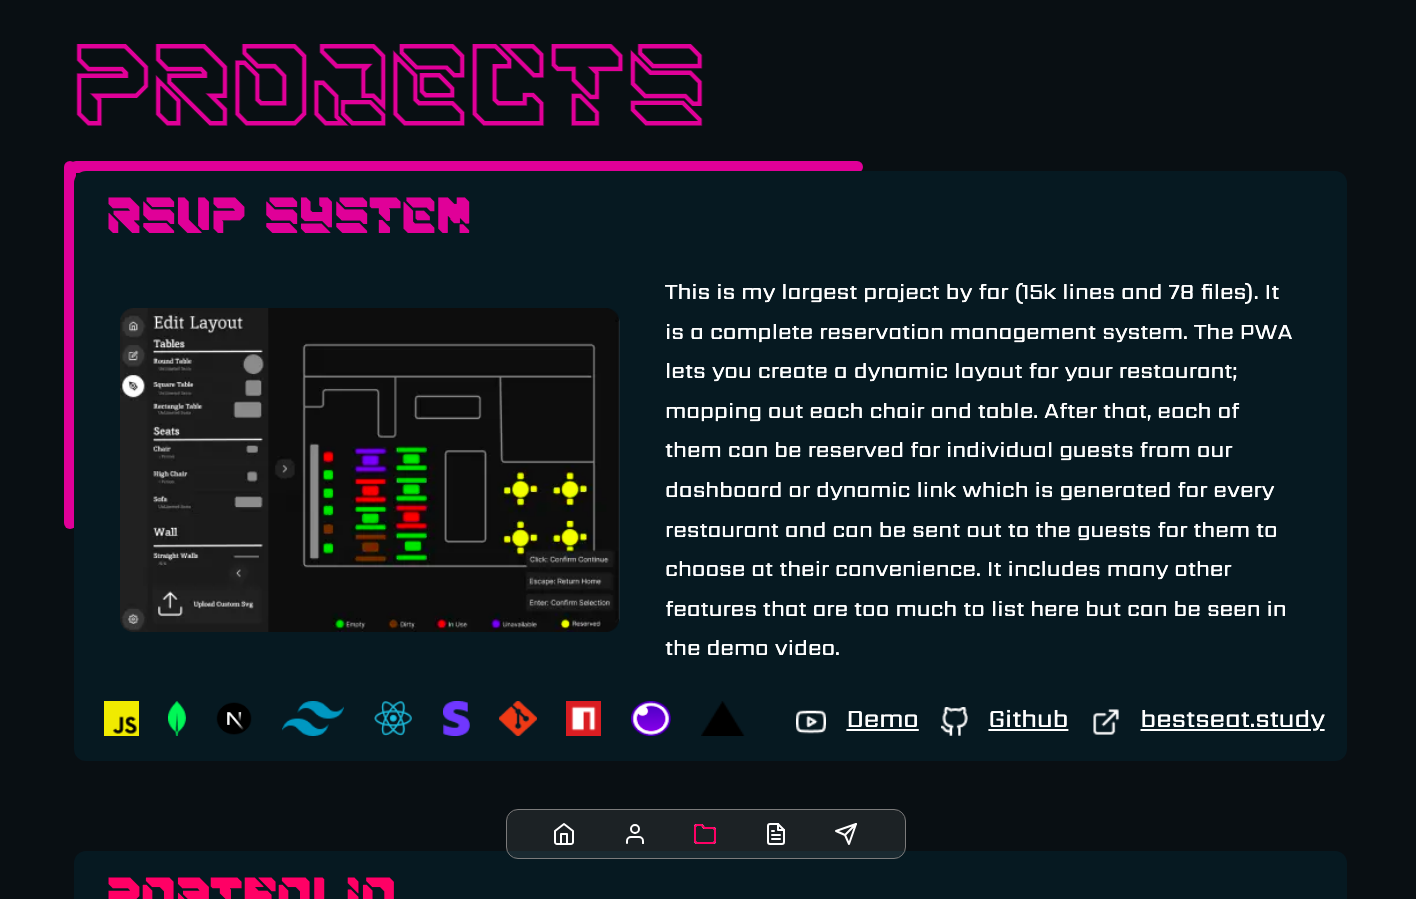 PROJECTS
RSVP SYSTEM
This is my largest project by far (15k lines and 78 files). It
is a complete reservation management system. The PWA
lets you create a dynamic layout for your restaurant;
mapping out each chair and table. After that, each of
them can be reserved for individual guests from our
dashboard or dynamic link which is generated for every
restaurant and can be sent out to the guests for them to
choose at their convenience. It includes many other
features that are too much to list here but can be seen in
the demo video.
Edit Layout
Tables
Round Table
Square Table
Rectangle Table
Seats
Chair
High Chair
Sofa
Wall
Straight Walls
Upload Custom Svg
Click: Confirm Continue
Escape: Return Home
Enter: Confirm Selection
Empty Dirty In Use Unavailable Reserved
JS N
Demo Github bestseat.study
PORTFOLIO